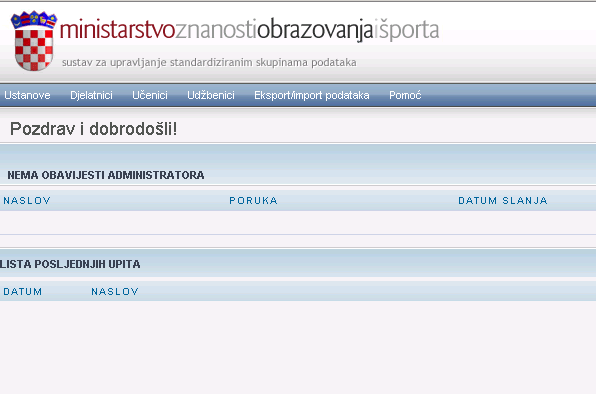 ministarstvoznanostiobrazovanjaišporta
sustav za upravljanje standardiziranim skupinama podataka
Ustanove Djelatnici Učenici Udžbenici Eksport/import podataka Pomoć
Pozdrav i dobrodošli!
NEMA OBAVIJESTI ADMINISTRATORA
NASLOV PORUKA DATUM SLANJA
LISTA POSLJEDNJIH UPITA
DATUM NASLOV